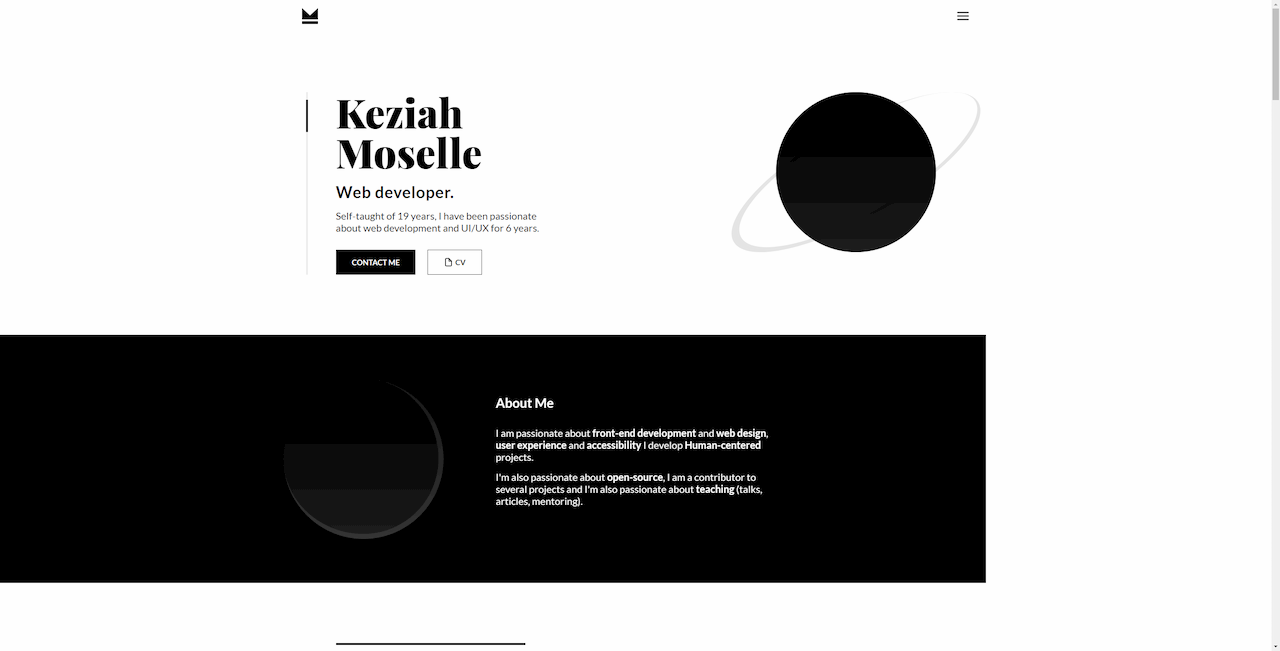 Keziah
Moselle
Web developer.
Self-taught of 19 years, I have been passionate
about web development and UI/UX for 6 years.
CONTACT ME
CV
About Me
I am passionate about front-end development and web design,
user experience and accessibility I develop Human-centered
projects.
I'm also passionate about open-source, I am a contributor to
several projects and I'm also passionate about teaching (talks,
articles, mentoring).